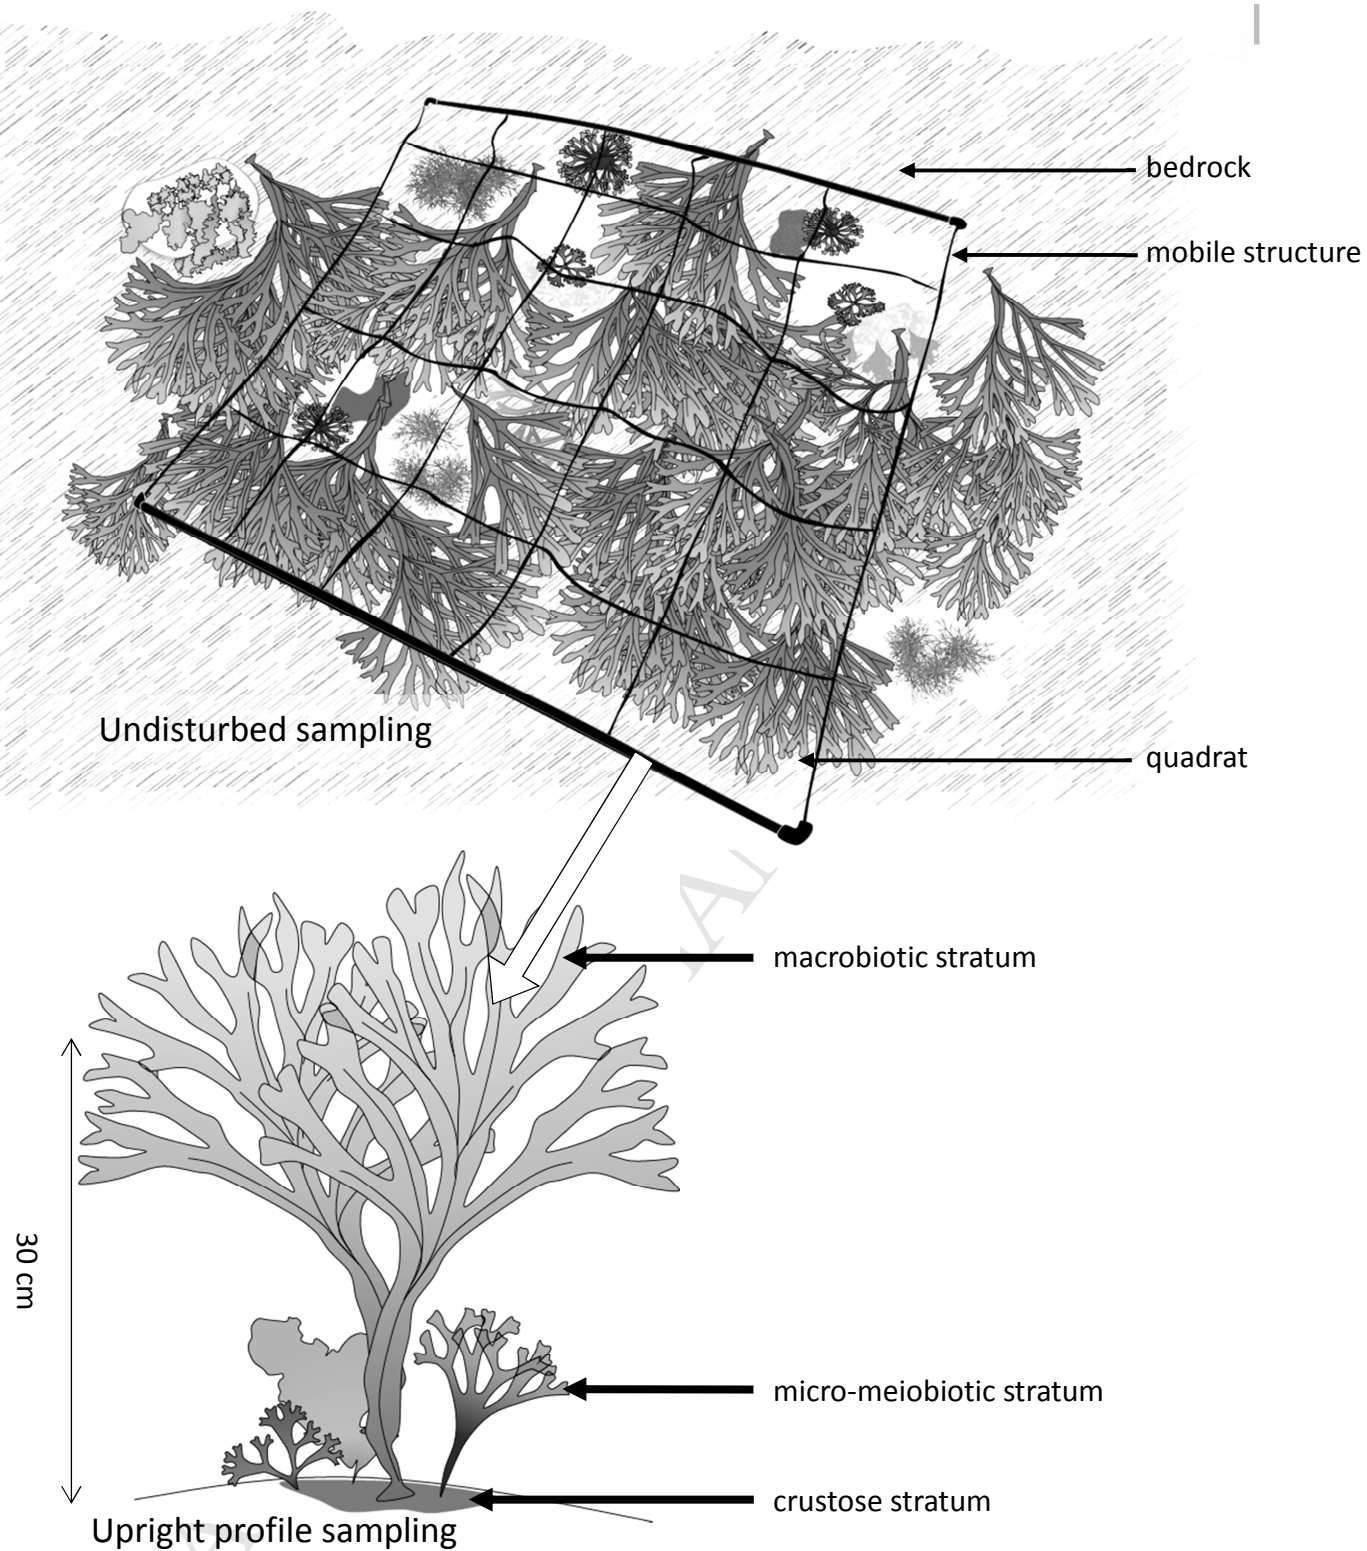 bedrock
mobile structure
Undisturbed sampling
quadrat
macrobiotic stratum
30 cm
micro-meiobiotic stratum
crustose stratum
Upright profile sampling